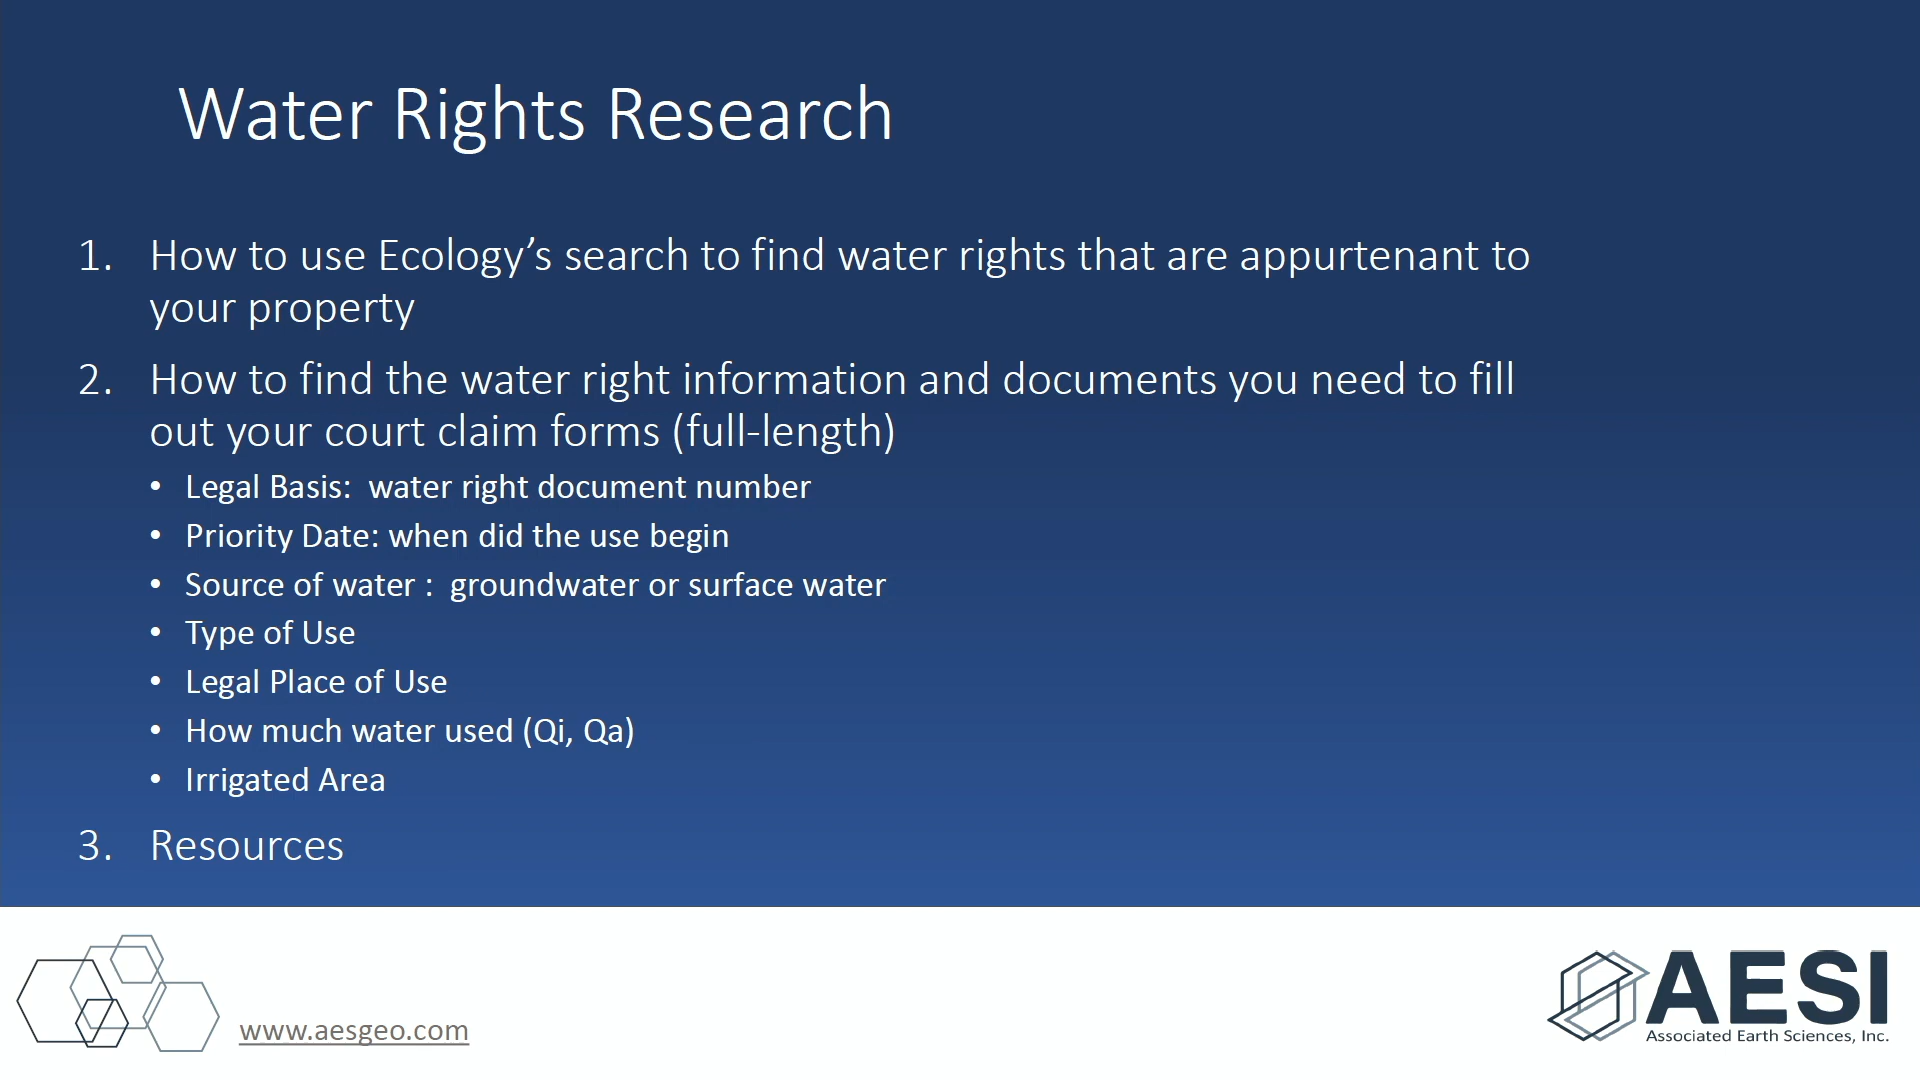 Water Rights Research
1. How to use Ecology’s search to find water rights that are appurtenant to
your property
2. How to find the water right information and documents you need to fill
out your court claim forms (full-length)
• Legal Basis:  water right document number
• Priority Date: when did the use begin
• Source of water :  groundwater or surface water
• Type of Use
• Legal Place of Use
• How much water used (Qi, Qa)
• Irrigated Area
3. Resources
www.aesgeo.com
AESI
Associated Earth Sciences, Inc.